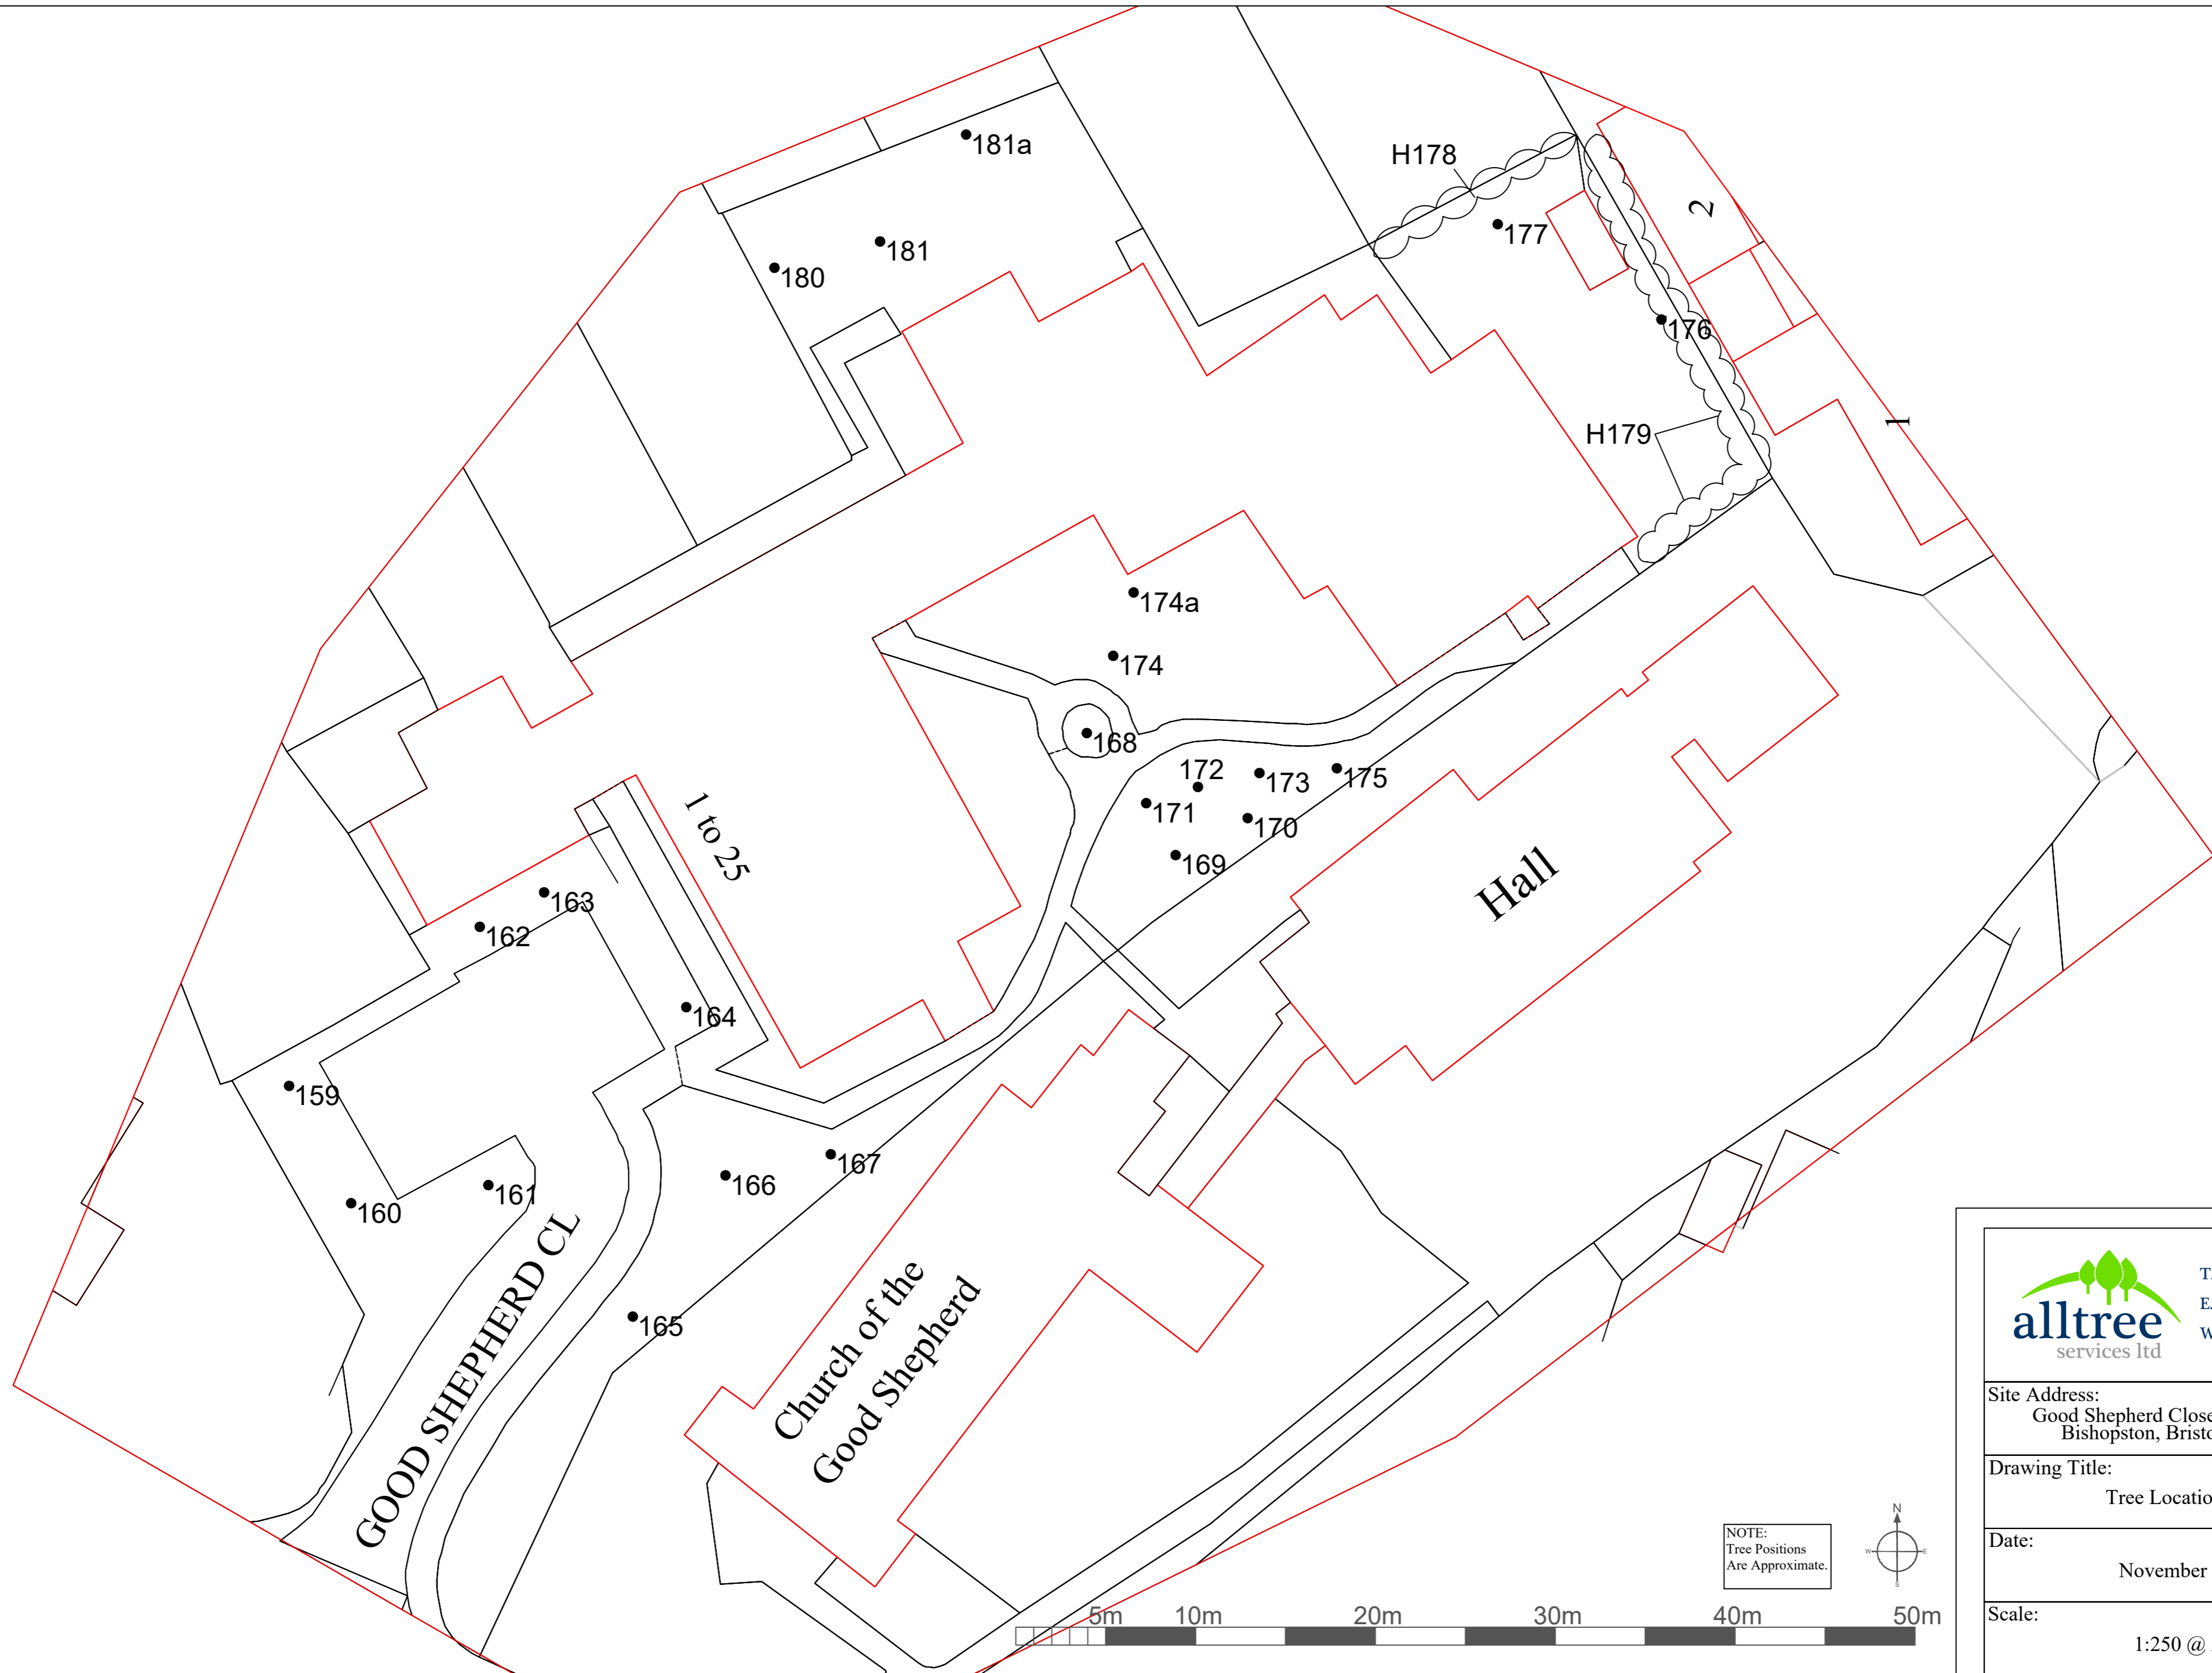 181a
H178
2
177
181
180
176
1
H179
174a
174
168
172
173
175
171
170
1 to 25
169
Hall
163
162
164
159
167
166
161
160
165
GOOD SHEPHERD CL
Church of the
Good Shepherd
alltree
services ltd
Site Address:
Good Shepherd Close
Bishopston,
Drawing Title:
Tree
Date:
November
Scale:
1:250 @
NOTE:
Tree Positions
Are Approximate.
N
W
E
S
5m 10m 20m 30m 40m 50m